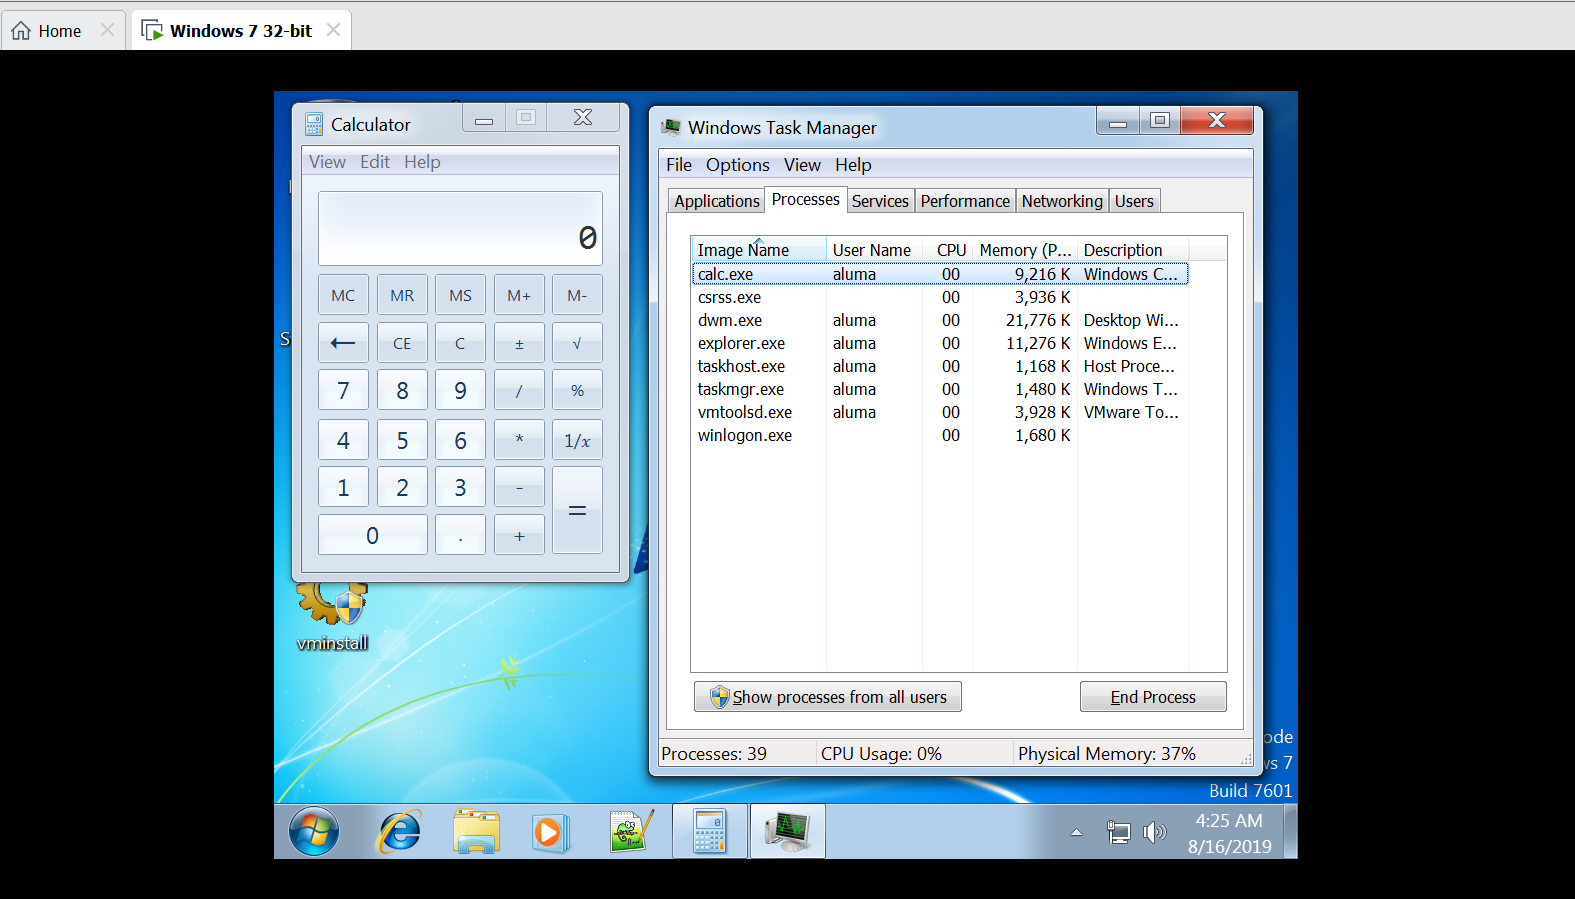 Home
Windows 7 32-bit
Calculator
View Edit Help
0
MC MR MS M+ M-
← CE C ± √
7 8 9 / %
4 5 6 * 1/x
1 2 3 - =
0 . +
vminstall
Windows Task Manager
File Options View Help
Applications Processes Services Performance Networking Users
Image Name User Name CPU Memory (P... Description
calc.exe aluma 00 9,216 K Windows C...
csrss.exe 00 3,936 K
dwm.exe aluma 00 21,776 K Desktop Wi...
explorer.exe aluma 00 11,276 K Windows E...
taskhost.exe aluma 00 1,168 K Host Proce...
taskmgr.exe aluma 00 1,480 K Windows T...
vmtoolsd.exe aluma 00 3,928 K VMware To...
winlogon.exe 00 1,680 K
Show processes from all users End Process
Processes: 39 CPU Usage: 0% Physical Memory: 37%
ode
ws 7
Build 7601
4:25 AM
8/16/2019